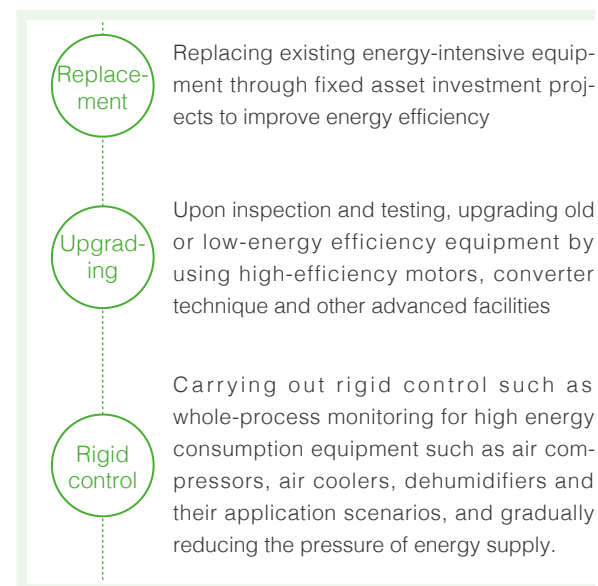 Replace-
ment
Replacing existing energy-intensive equip-
ment through fixed asset investment proj-
ects to improve energy efficiency
Upgrad-
ing
Upon inspection and testing, upgrading old
or low-energy efficiency equipment by
using high-efficiency motors, converter
technique and other advanced facilities
Rigid
control
Carrying out rigid control such as
whole-process monitoring for high energy
consumption equipment such as air com-
pressors, air coolers, dehumidifiers and
their application scenarios, and gradually
reducing the pressure of energy supply.